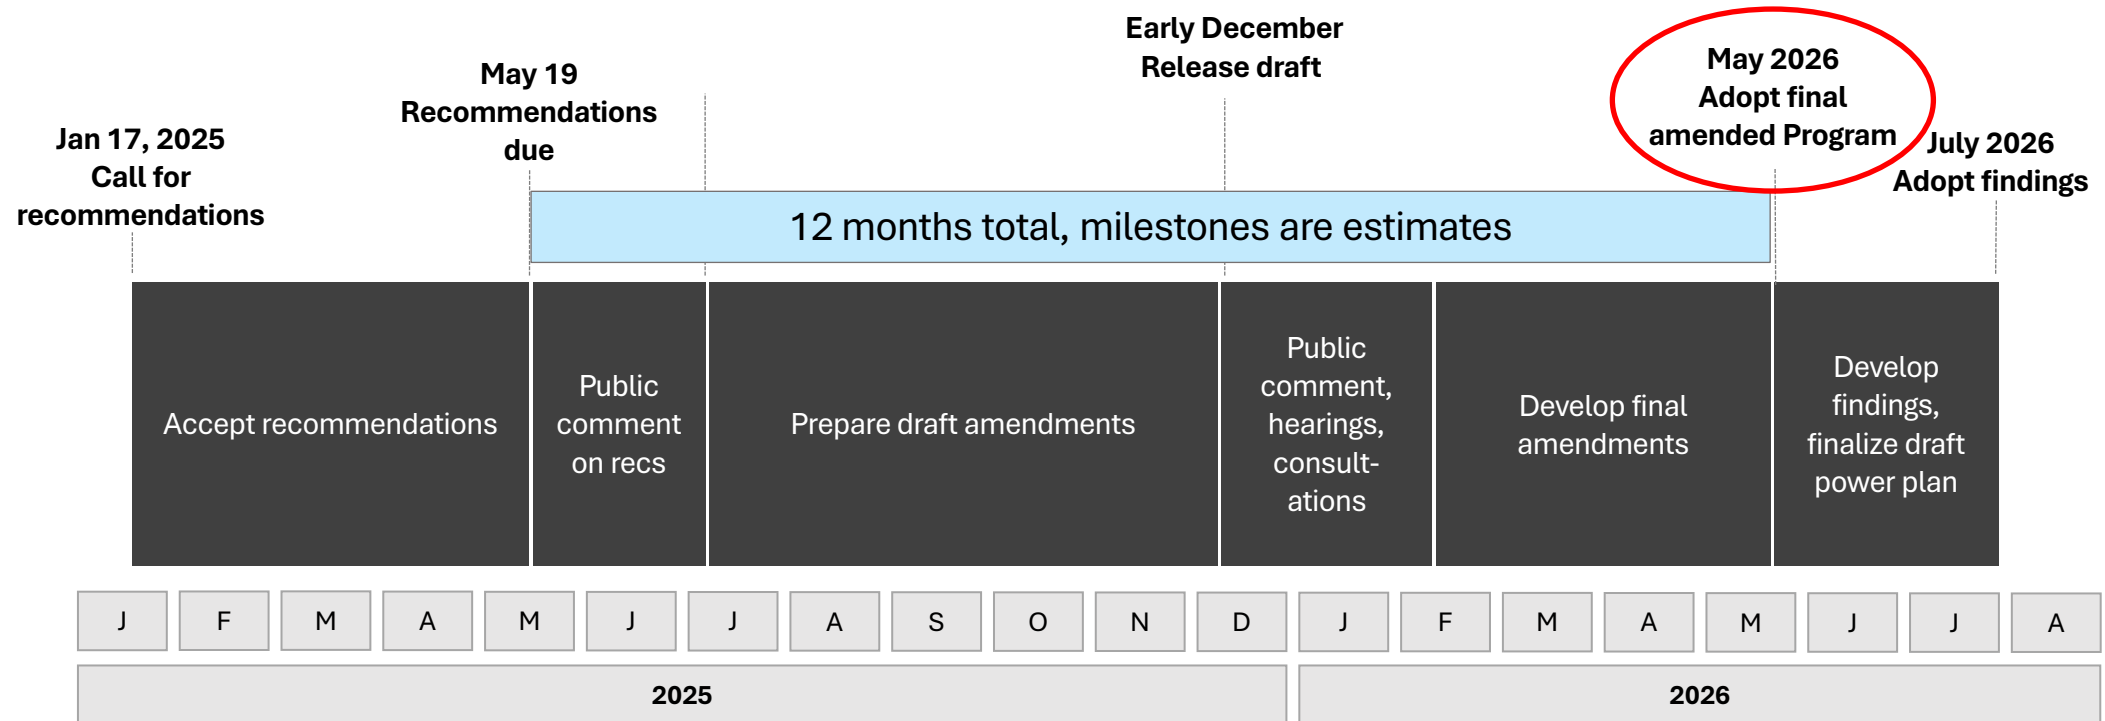 Jan 17, 2025
Call for
recommendations
May 19
Recommendations
due
Early December
Release draft
May 2026
Adopt final
amended Program
July 2026
Adopt findings
12 months total, milestones are estimates
Accept recommendations
Public
comment
on recs
Prepare draft amendments
Public
comment,
hearings,
consult-
ations
Develop final
amendments
Develop
findings,
finalize draft
power plan
J F M A M J J A S O N D J F M A M J J A
2025 2026